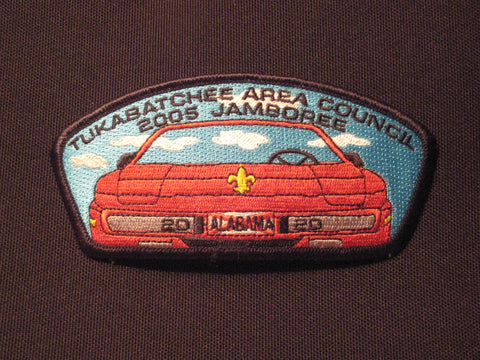 TUKABATCHEE AREA COUNCIL
2005 JAMBOREE
20 ALABAMA 20